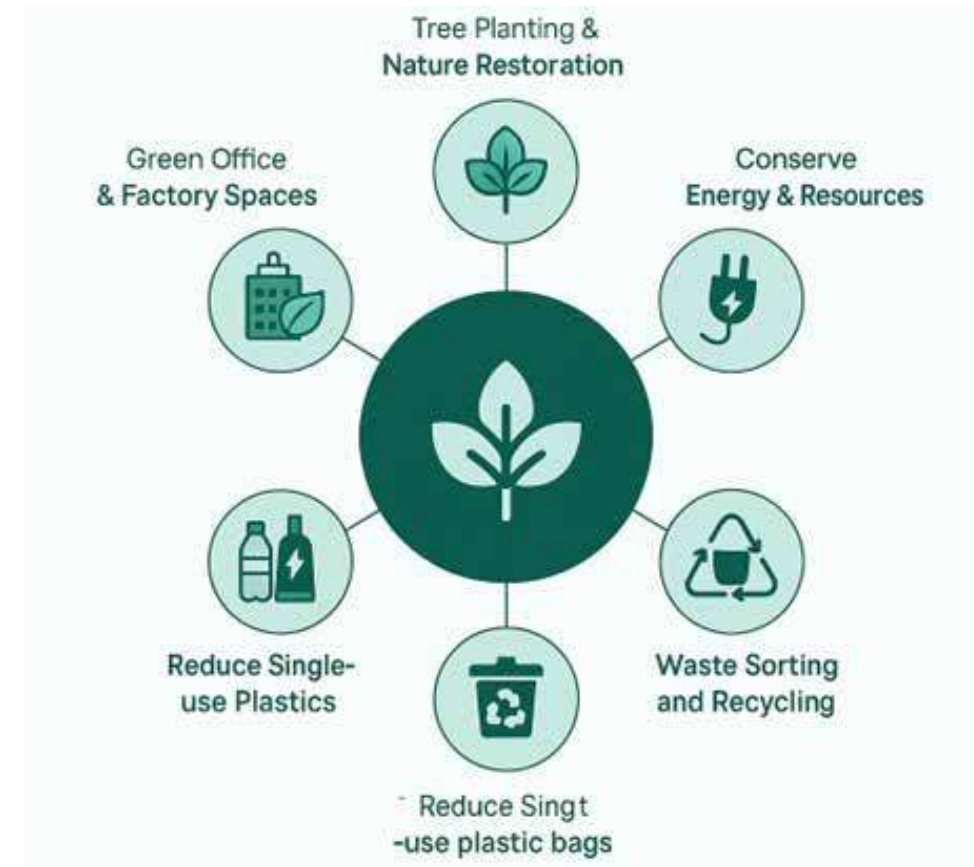 Tree Planting &
Nature Restoration
Green Office
& Factory Spaces
Conserve
Energy & Resources
Reduce Single-
use Plastics
Waste Sorting
and Recycling
Reduce Singt
-use plastic bags